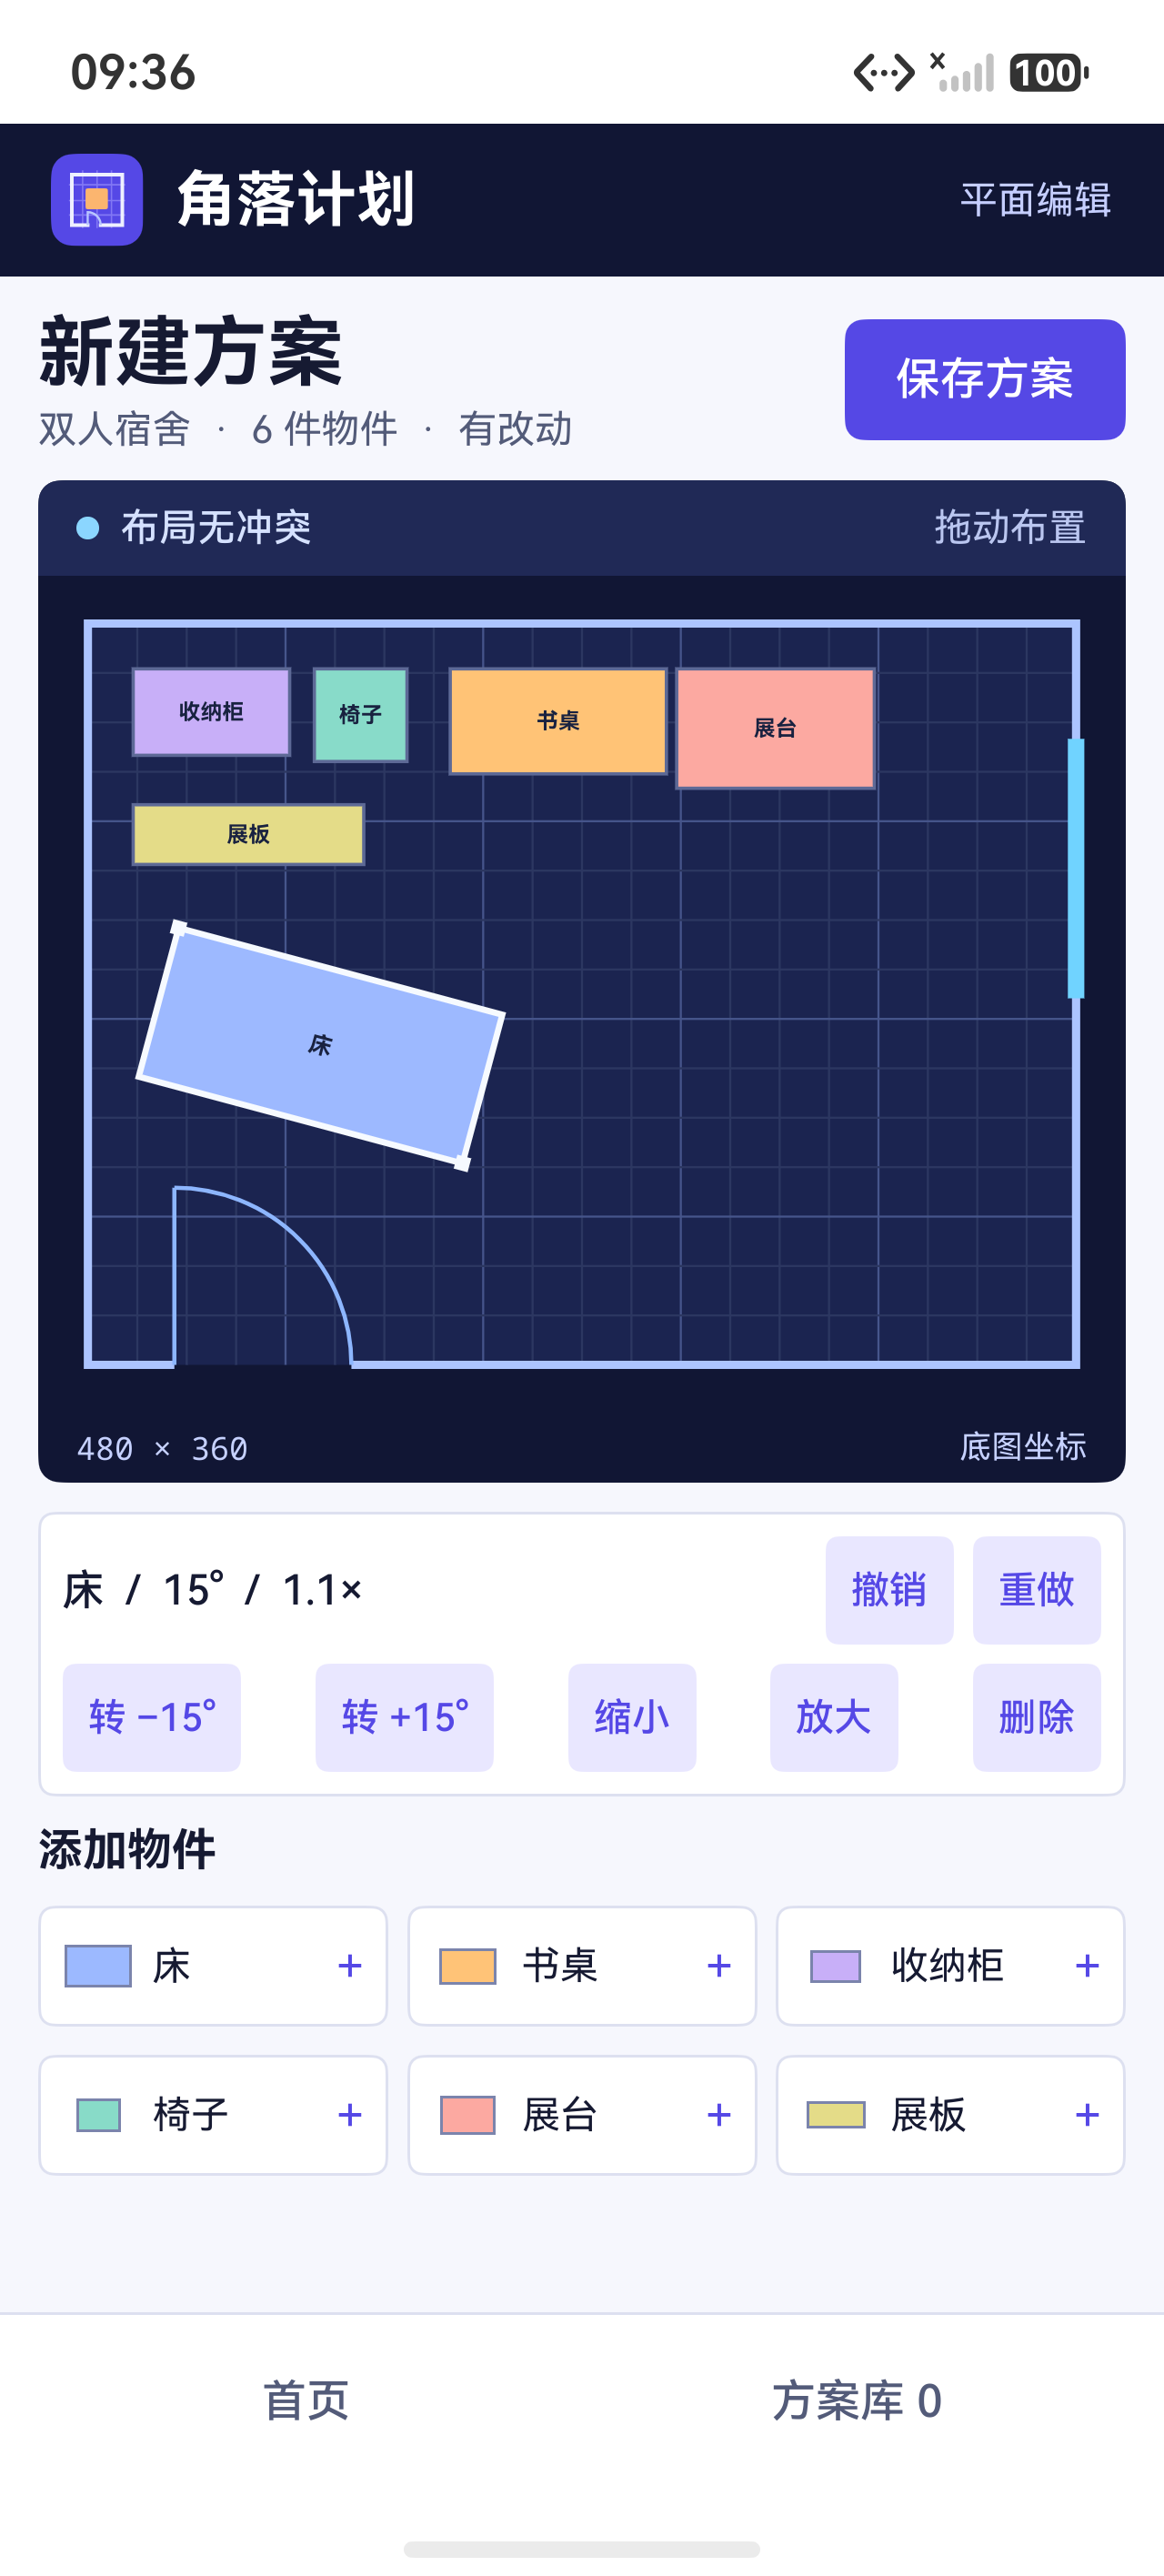 09:36
100
角落计划
平面编辑
新建方案
双人宿舍 · 6 件物件 · 有改动
保存方案
布局无冲突
拖动布置
收纳柜
椅子
书桌
展台
展板
床
480 × 360
底图坐标
床 / 15° / 1.1×
撤销
重做
转 −15°
转 +15°
缩小
放大
删除
添加物件
床 +
书桌 +
收纳柜 +
椅子 +
展台 +
展板 +
首页
方案库 0